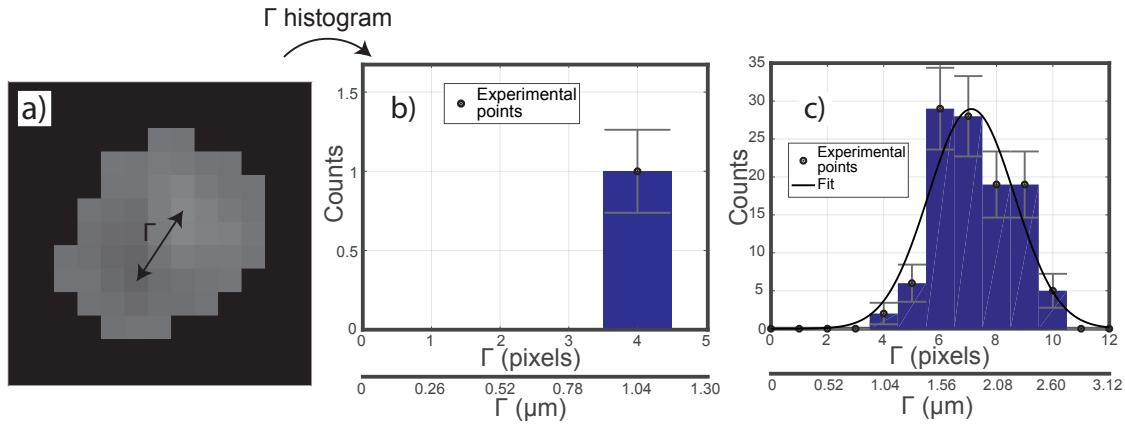 Γ histogram
a)
Γ
b)
Experimental
points
Counts
1.5
1
0.5
0
0 1 2 3 4 5
Γ (pixels)
0 0.26 0.52 0.78 1.04 1.30
Γ (μm)
c)
Experimental
points
Fit
Counts
35
30
25
20
15
10
5
0
0 2 4 6 8 10 12
Γ (pixels)
0 0.52 1.04 1.56 2.08 2.60 3.12
Γ (μm)